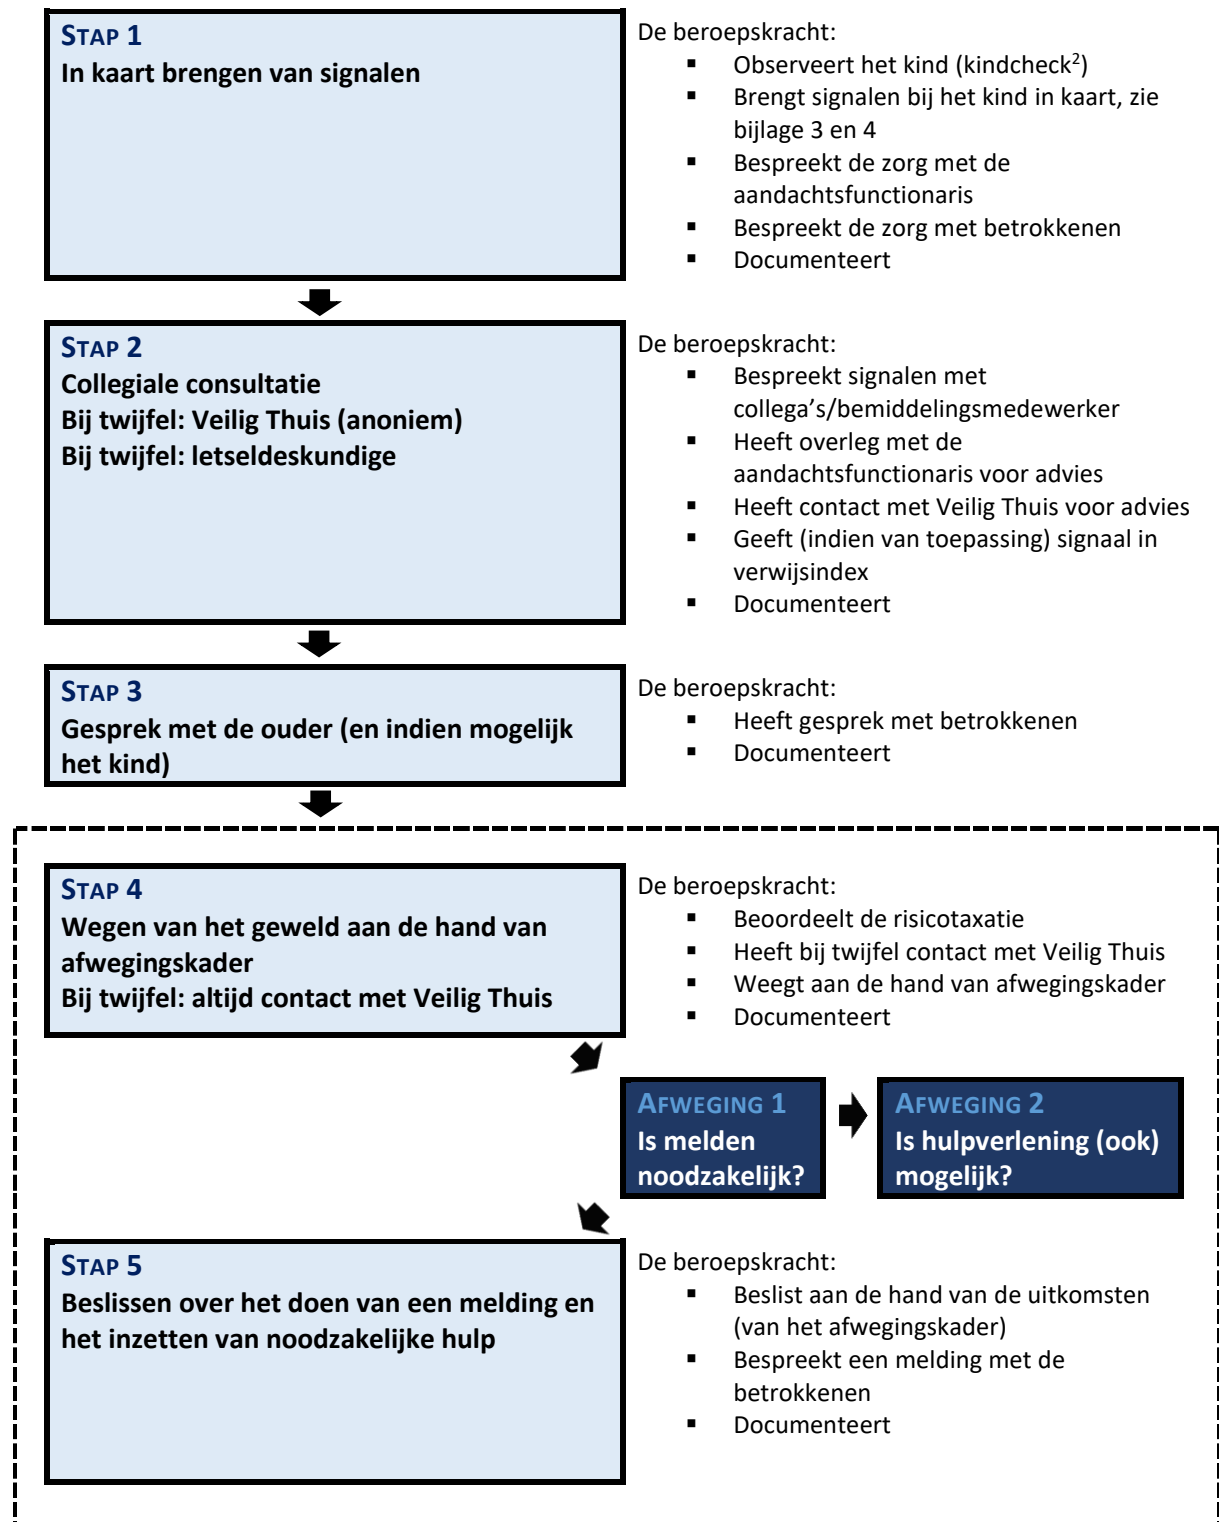 STAP 1
In kaart brengen van signalen
De beroepskracht:
▪ Observeert het kind (kindcheck²)
▪ Brengt signalen bij het kind in kaart, zie
bijlage 3 en 4
▪ Bespreekt de zorg met de
aandachtsfunctionaris
▪ Bespreekt de zorg met betrokkenen
▪ Documenteert
STAP 2
Collegiale consultatie
Bij twijfel: Veilig Thuis (anoniem)
Bij twijfel: letseldeskundige
De beroepskracht:
▪ Bespreekt signalen met
collega’s/bemiddelingsmedewerker
▪ Heeft overleg met de
aandachtsfunctionaris voor advies
▪ Heeft contact met Veilig Thuis voor advies
▪ Geeft (indien van toepassing) signaal in
verwijsindex
▪ Documenteert
STAP 3
Gesprek met de ouder (en indien mogelijk
het kind)
De beroepskracht:
▪ Heeft gesprek met betrokkenen
▪ Documenteert
STAP 4
Wegen van het geweld aan de hand van
afwegingskader
Bij twijfel: altijd contact met Veilig Thuis
De beroepskracht:
▪ Beoordeelt de risicotaxatie
▪ Heeft bij twijfel contact met Veilig Thuis
▪ Weegt aan de hand van afwegingskader
▪ Documenteert
AFWEGING 1
Is melden
noodzakelijk?
AFWEGING 2
Is hulpverlening (ook)
mogelijk?
STAP 5
Beslissen over het doen van een melding en
het inzetten van noodzakelijke hulp
De beroepskracht:
▪ Beslist aan de hand van de uitkomsten
(van het afwegingskader)
▪ Bespreekt een melding met de
betrokkenen
▪ Documenteert